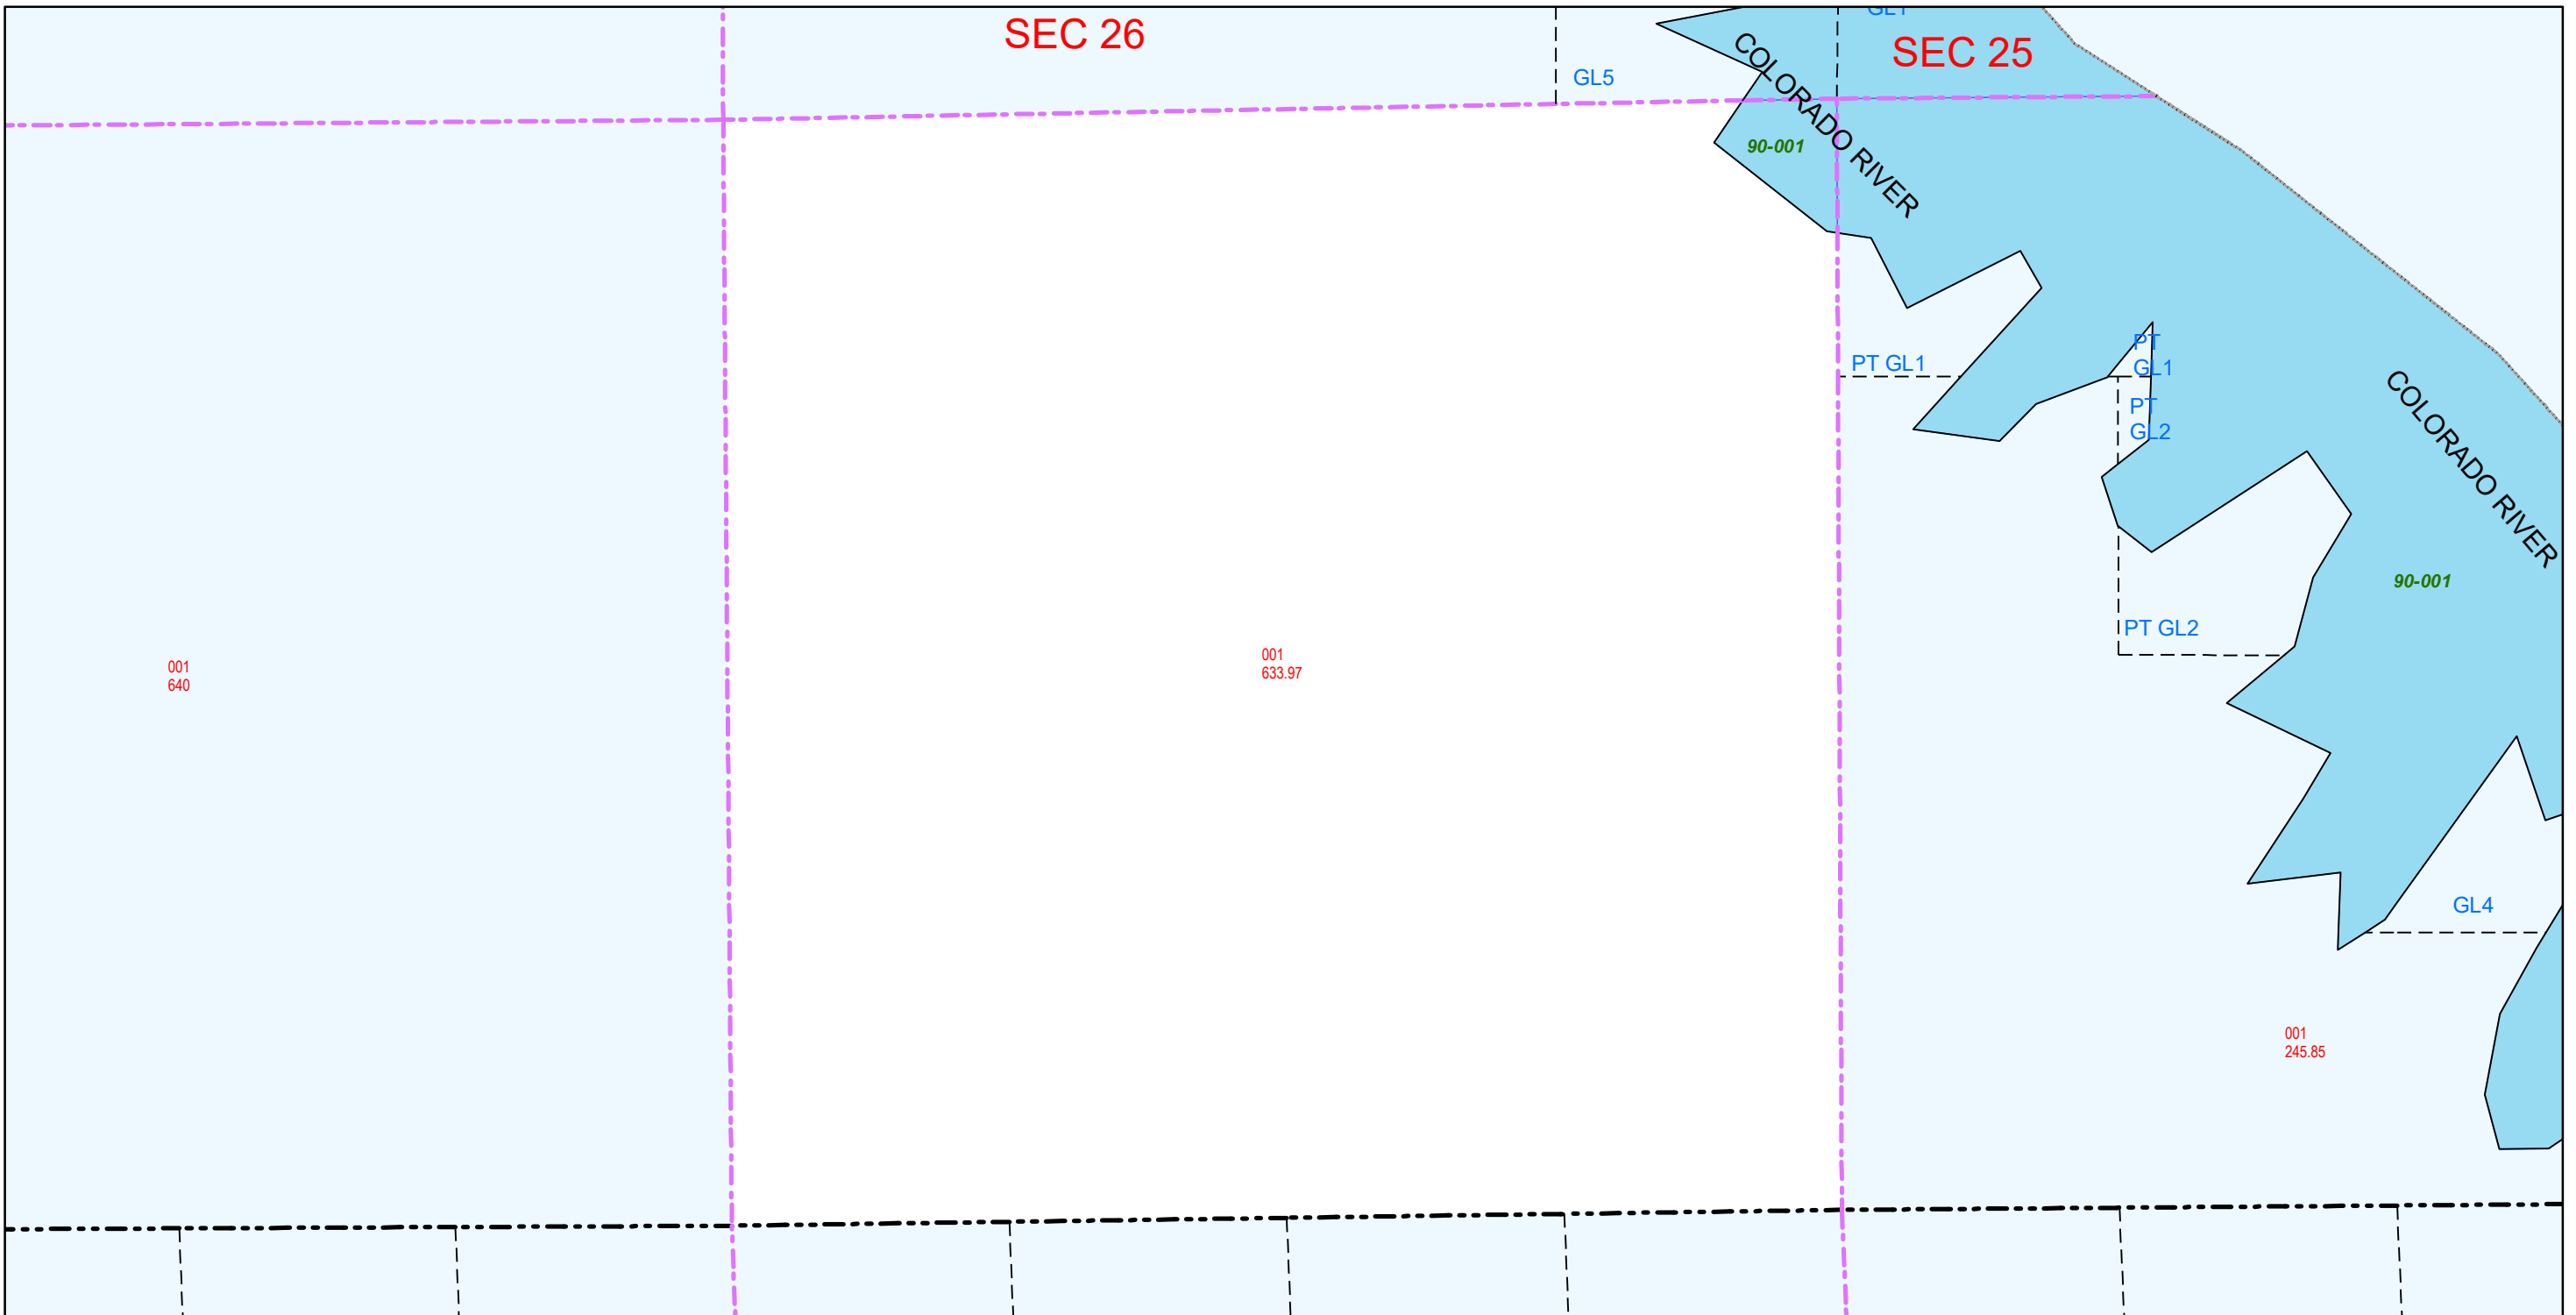 SEC 26
GL5
GL1
SEC 25
COLORADO RIVER
90-001
PT GL1
PT
GL1
PT
GL2
COLORADO RIVER
90-001
PT GL2
001
640
001
633.97
GL4
001
245.85